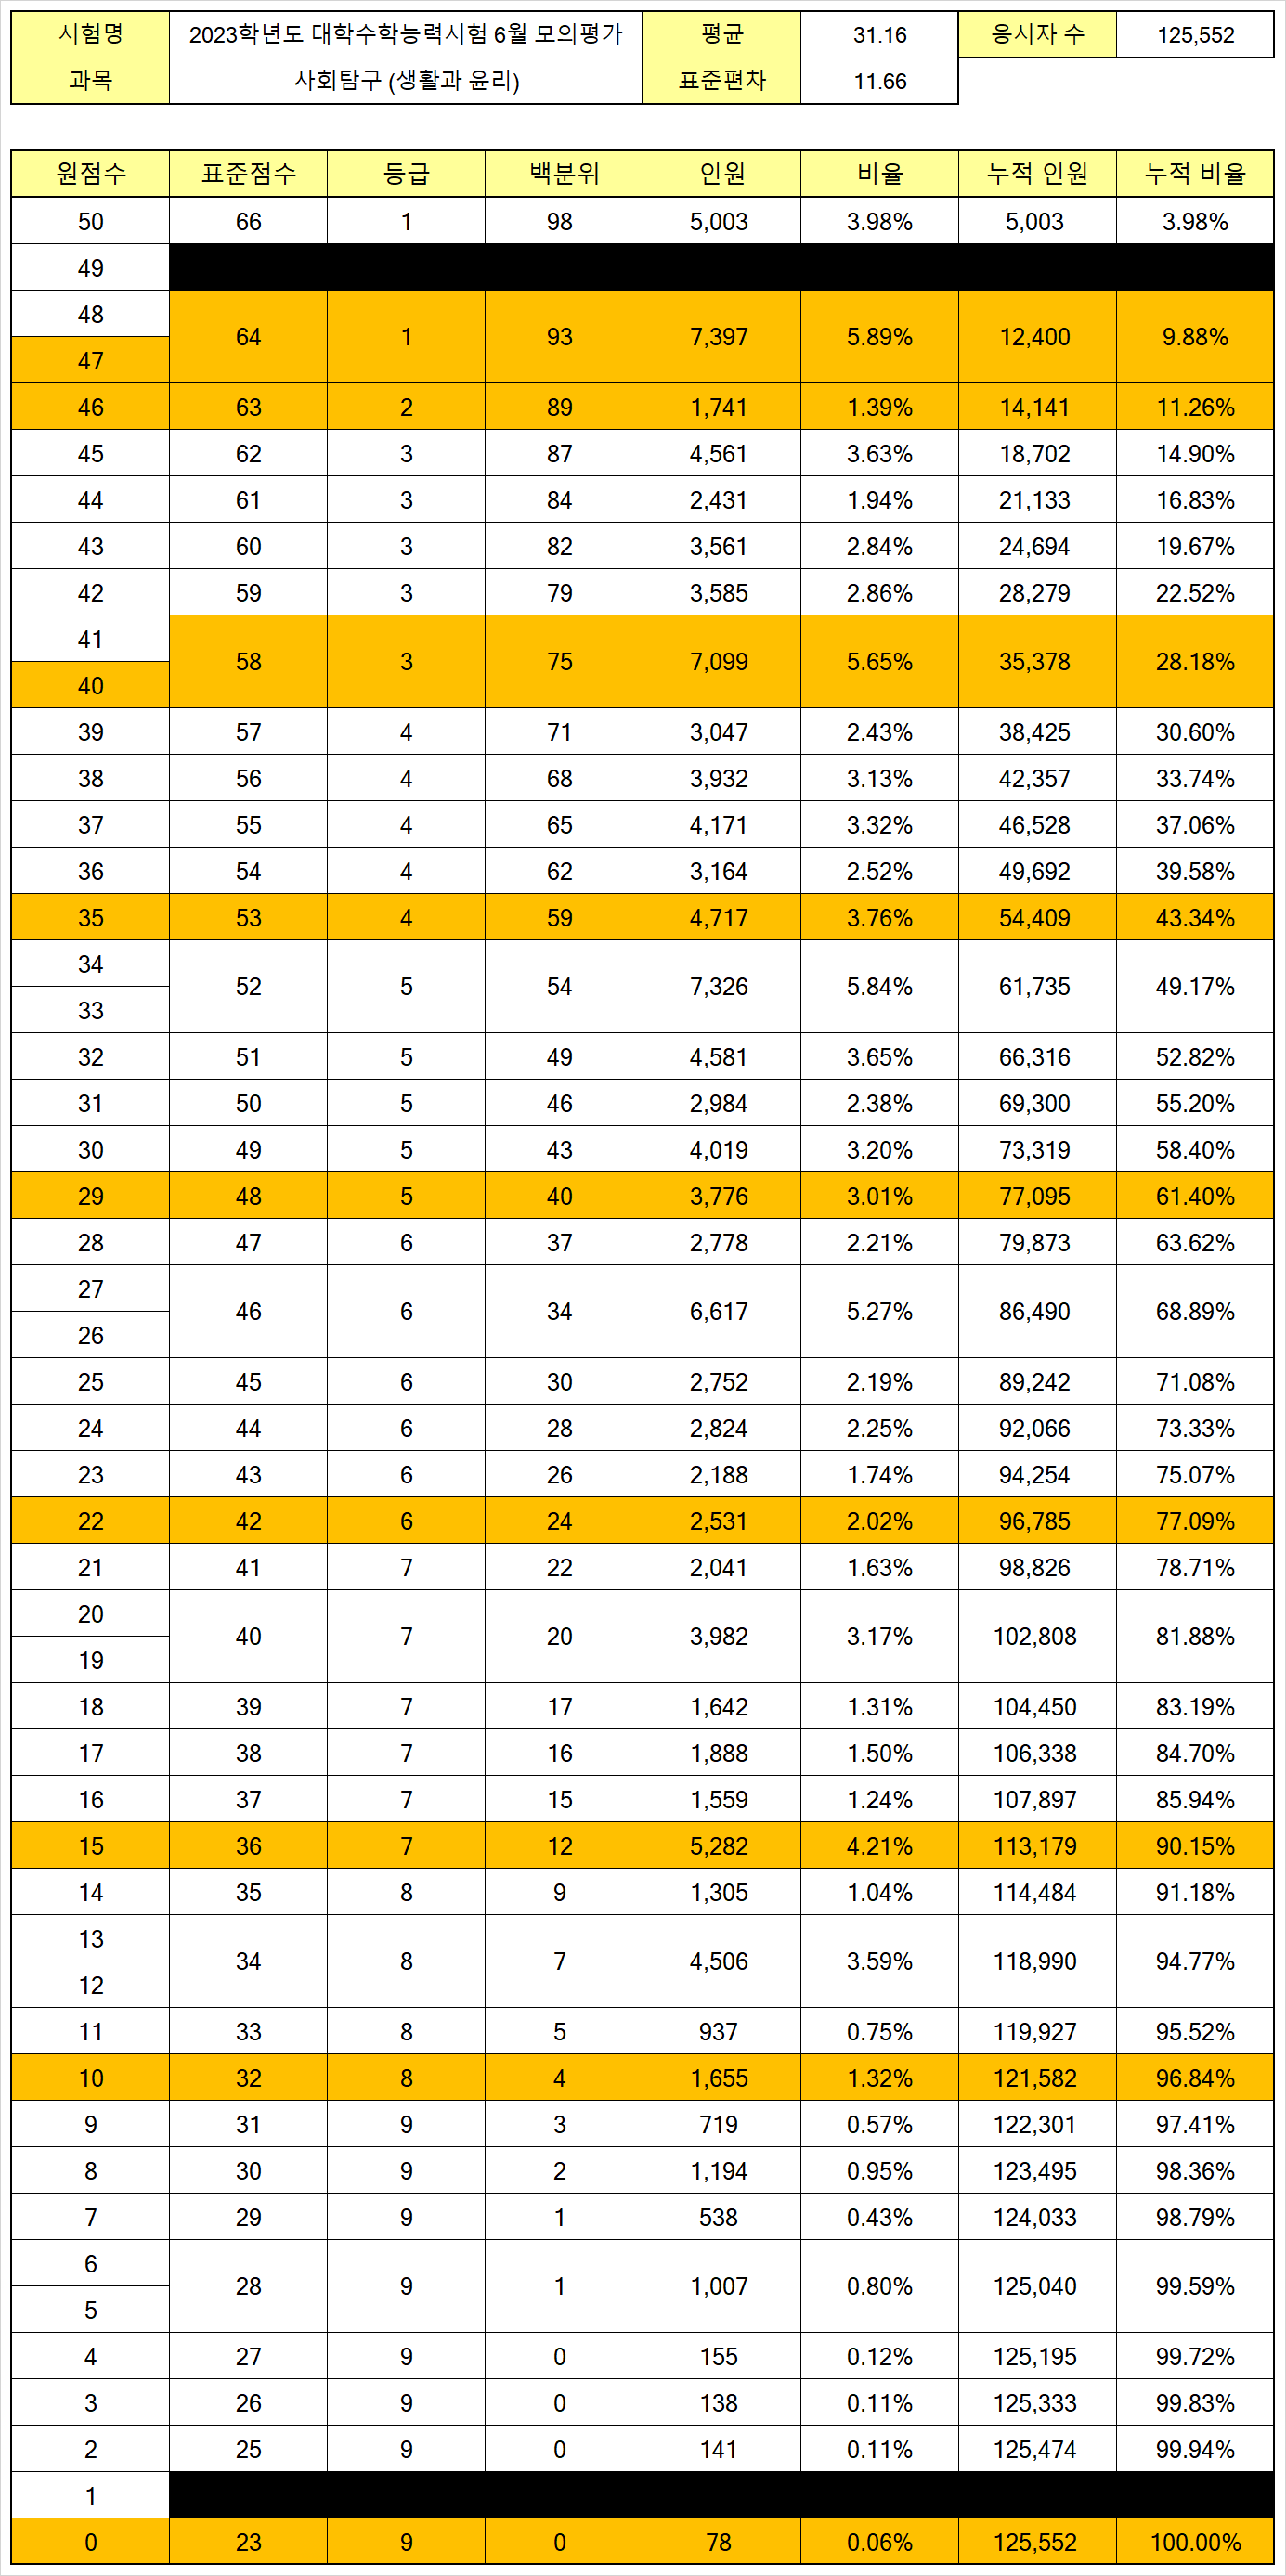 시험명 2023학년도 대학수학능력시험 6월 모의평가 평균 31.16 응시자 수 125,552
과목 사회탐구 (생활과 윤리) 표준편차 11.66
원점수 표준점수 등급 백분위 인원 비율 누적 인원 누적 비율
50 66 1 98 5,003 3.98% 5,003 3.98%
49
48
64 1 93 7,397 5.89% 12,400 9.88%
47
46 63 2 89 1,741 1.39% 14,141 11.26%
45 62 3 87 4,561 3.63% 18,702 14.90%
44 61 3 84 2,431 1.94% 21,133 16.83%
43 60 3 82 3,561 2.84% 24,694 19.67%
42 59 3 79 3,585 2.86% 28,279 22.52%
41
58 3 75 7,099 5.65% 35,378 28.18%
40
39 57 4 71 3,047 2.43% 38,425 30.60%
38 56 4 68 3,932 3.13% 42,357 33.74%
37 55 4 65 4,171 3.32% 46,528 37.06%
36 54 4 62 3,164 2.52% 49,692 39.58%
35 53 4 59 4,717 3.76% 54,409 43.34%
34
52 5 54 7,326 5.84% 61,735 49.17%
33
32 51 5 49 4,581 3.65% 66,316 52.82%
31 50 5 46 2,984 2.38% 69,300 55.20%
30 49 5 43 4,019 3.20% 73,319 58.40%
29 48 5 40 3,776 3.01% 77,095 61.40%
28 47 6 37 2,778 2.21% 79,873 63.62%
27
46 6 34 6,617 5.27% 86,490 68.89%
26
25 45 6 30 2,752 2.19% 89,242 71.08%
24 44 6 28 2,824 2.25% 92,066 73.33%
23 43 6 26 2,188 1.74% 94,254 75.07%
22 42 6 24 2,531 2.02% 96,785 77.09%
21 41 7 22 2,041 1.63% 98,826 78.71%
20
40 7 20 3,982 3.17% 102,808 81.88%
19
18 39 7 17 1,642 1.31% 104,450 83.19%
17 38 7 16 1,888 1.50% 106,338 84.70%
16 37 7 15 1,559 1.24% 107,897 85.94%
15 36 7 12 5,282 4.21% 113,179 90.15%
14 35 8 9 1,305 1.04% 114,484 91.18%
13
34 8 7 4,506 3.59% 118,990 94.77%
12
11 33 8 5 937 0.75% 119,927 95.52%
10 32 8 4 1,655 1.32% 121,582 96.84%
9 31 9 3 719 0.57% 122,301 97.41%
8 30 9 2 1,194 0.95% 123,495 98.36%
7 29 9 1 538 0.43% 124,033 98.79%
6
28 9 1 1,007 0.80% 125,040 99.59%
5
4 27 9 0 155 0.12% 125,195 99.72%
3 26 9 0 138 0.11% 125,333 99.83%
2 25 9 0 141 0.11% 125,474 99.94%
1
0 23 9 0 78 0.06% 125,552 100.00%